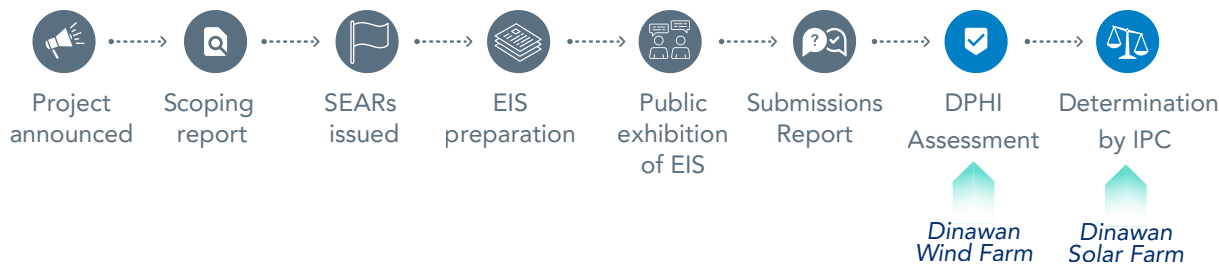 Project
announced
Scoping
report
SEARs
issued
EIS
preparation
Public
exhibition
of EIS
Submissions
Report
DPHI
Assessment
Determination
by IPC
Dinawan
Wind Farm
Dinawan
Solar Farm